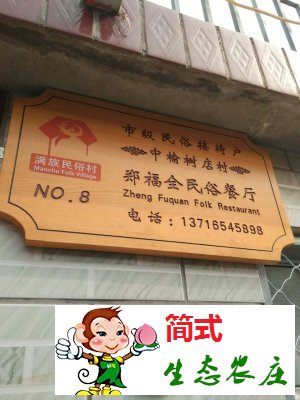 市级民俗接待户
中榆树店村
满族民俗村
Manchu Folk Village
NO.8
郑福全民俗餐厅
Zheng Fuquan Folk Restaurant
电话：13716545898
简式
生态农庄